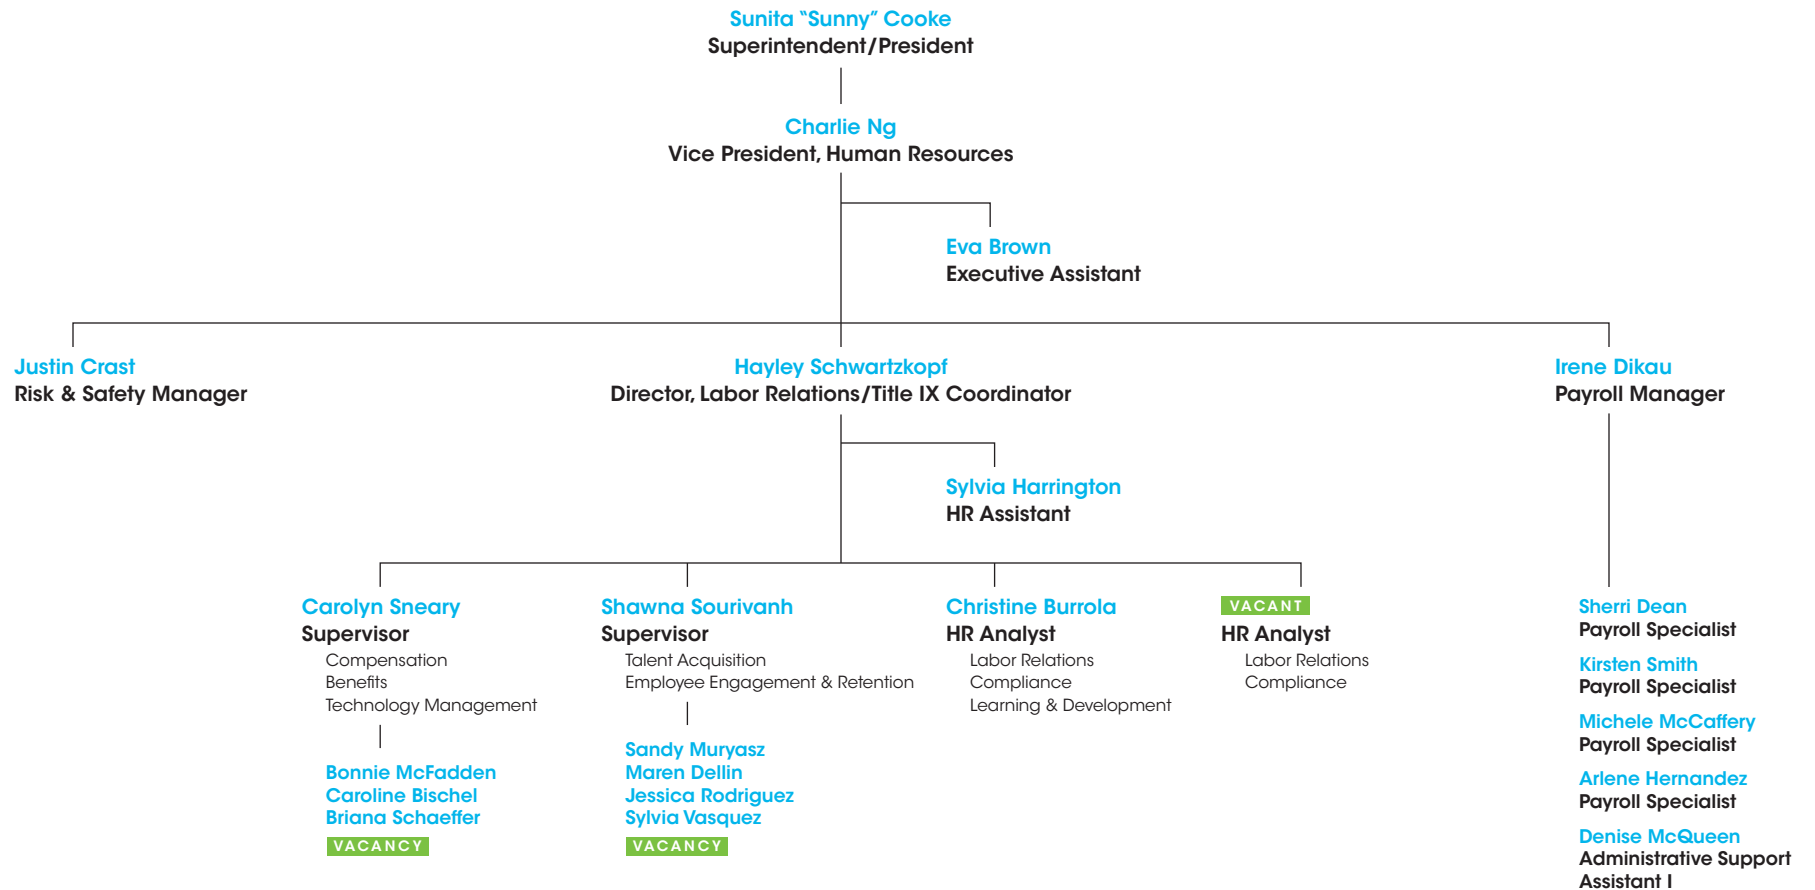 Sunita “Sunny” Cooke
Superintendent/President
Charlie Ng
Vice President, Human Resources
Eva Brown
Executive Assistant
Justin Crast
Risk & Safety Manager
Hayley Schwartzkopf
Director, Labor Relations/Title IX Coordinator
Irene Dikau
Payroll Manager
Sylvia Harrington
HR Assistant
Carolyn Sneary
Supervisor
Compensation
Benefits
Technology Management
Bonnie McFadden
Caroline Bischel
Briana Schaeffer
VACANCY
Shawna Sourivanh
Supervisor
Talent Acquisition
Employee Engagement & Retention
Sandy Muryasz
Maren Dellin
Jessica Rodriguez
Sylvia Vasquez
VACANCY
Christine Burrola
HR Analyst
Labor Relations
Compliance
Learning & Development
VACANT
HR Analyst
Labor Relations
Compliance
Sherri Dean
Payroll Specialist
Kirsten Smith
Payroll Specialist
Michele McCaffery
Payroll Specialist
Arlene Hernandez
Payroll Specialist
Denise McQueen
Administrative Support
Assistant I